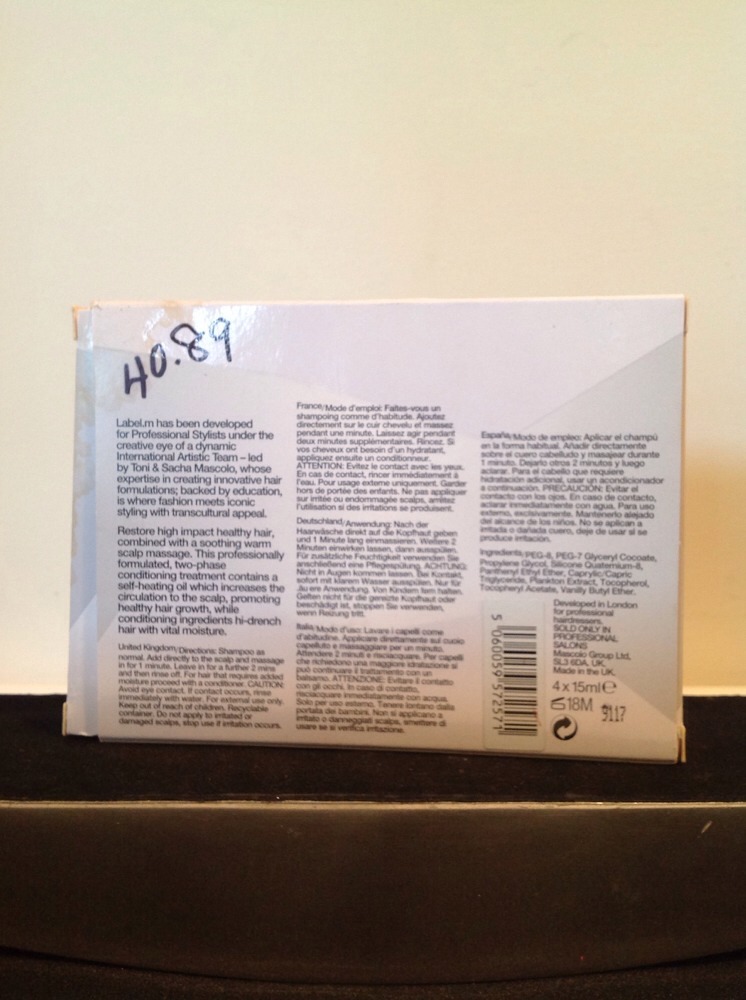 40.89
Label.m has been developed
for Professional Stylists under the
creative eye of a dynamic
International Artistic Team – led
by Toni & Sacha Mascolo, whose
expertise in creating innovative hair
formulations; backed by education,
is where fashion meets iconic
styling with transcultural appeal.
Restore high impact healthy hair,
combined with a soothing warm
scalp massage. This professionally
formulated, two-phase
conditioning treatment contains a
self-heating oil which increases the
circulation to the scalp, promoting
healthy hair growth, while
conditioning ingredients hi-drench
hair with vital moisture.
United Kingdom/Directions: Shampoo as
normal. Add directly to the scalp and massage
in for 1 minute. Leave in for a further 2 mins
and then rinse off. For hair that requires added
moisture proceed with a conditioner. CAUTION:
Avoid eye contact. If contact occurs, rinse
immediately with water. For external use only.
Keep out of reach of children. Recyclable
container. Do not apply to irritated or
damaged scalps, stop use if irritation occurs.
France/Mode d'emploi: Faites-vous un
shampoing comme d'habitude. Ajoutez
directement sur le cuir chevelu et massez
pendant une minute. Laissez agir pendant
deux minutes supplémentaires. Rincez. Si
vos cheveux ont besoin d'un hydratant,
appliquez ensuite un conditionneur.
ATTENTION: Evitez le contact avec les yeux.
En cas de contact, rincer immédiatement à
l'eau. Pour usage externe uniquement. Garder
hors de portée des enfants. Ne pas appliquer
sur irritée ou endommagée scalps, arrêtez
l'utilisation si des irritations se produisent.
Deutschland/Anwendung: Nach der
Haarwäsche direkt auf die Kopfhaut geben
und 1 Minute lang einmassieren. Weitere 2
Minuten einwirken lassen, dann ausspülen.
Für zusätzliche Feuchtigkeit verwenden Sie
anschließend eine Pflegespülung. ACHTUNG:
Nicht in Augen kommen lassen. Bei Kontakt,
sofort mit klarem Wasser ausspülen. Nur für
äu ere Anwendung. Von Kindern fern halten.
Gelten nicht für die gereizte Kopfhaut oder
beschädigt ist, stoppen Sie verwenden,
wenn Reizung tritt.
Italia/Modo d'uso: Lavare i capelli come
d'abitudine. Applicare direttamente sul cuoio
capelluto e massaggiare per un minuto.
Attendere 2 minuti e risciacquare. Per capelli
che richiedono una maggiore idratazione si
può continuare il trattamento con un
balsamo. ATTENZIONE: Evitare il contatto
con gli occhi. In caso di contatto,
risciacquare immediatamente con acqua.
Solo per uso esterno. Tenere lontano dalla
portata dei bambini. Non si applicano a
irritato o danneggiati scalps, smettere di
usare se si verifica irritazione.
España/Modo de empleo: Aplicar el champú
en la forma habitual. Añadir directamente
sobre el cuero cabelludo y masajear durante
1 minuto. Dejarlo otros 2 minutos y luego
aclarar. Para el cabello que requiere
hidratación adicional, usar un acondicionador
a continuación. PRECAUCIÓN: Evitar el
contacto con los ojos. En caso de contacto,
aclarar inmediatamente con agua. Para uso
externo, exclusivamente. Mantenerlo alejado
del alcance de los niños. No se aplican a
irritada o dañada cuero, deje de usar si se
produce irritación.
Ingredients/PEG-8, PEG-7 Glyceryl Cocoate,
Propylene Glycol, Silicone Quaternium-8,
Panthenyl Ethyl Ether, Caprylic/Capric
Triglyceride, Plankton Extract, Tocopherol,
Tocopheryl Acetate, Vanilly Butyl Ether.
5 060059 572571
Developed in London
for professional
hairdressers.
SOLD ONLY IN
PROFESSIONAL
SALONS
Mascolo Group Ltd,
SL3 6DA, UK.
Made in the UK.
4 x 15ml e
18M 9117